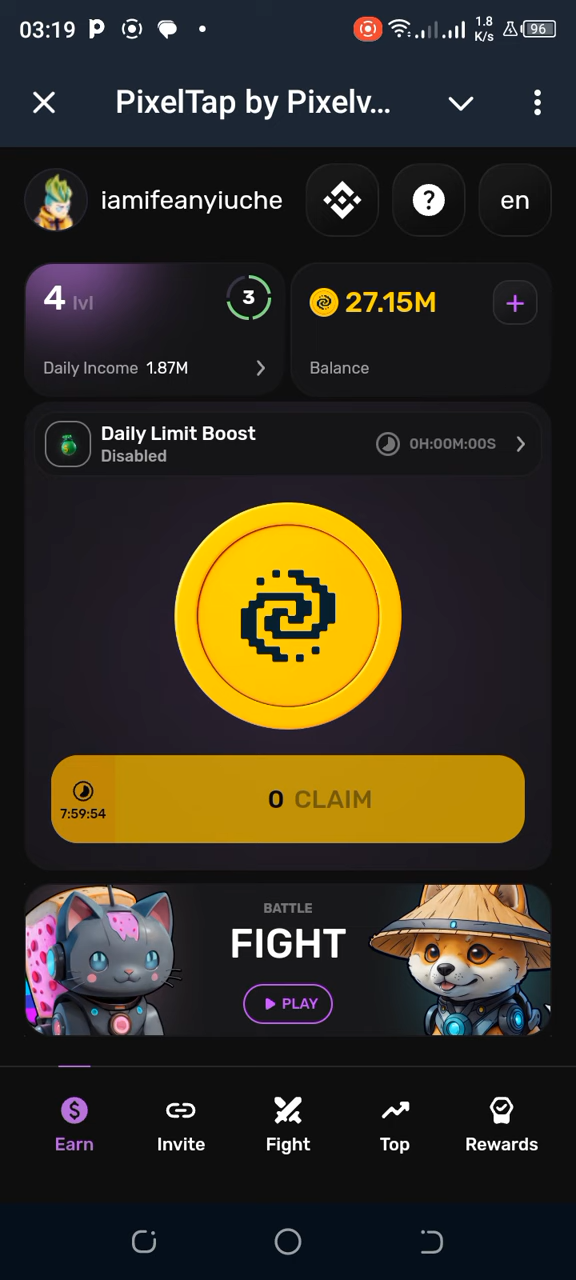 03:19
1.8
K/s
96
PixelTap by Pixelv...
iamifeanyiuche
?
en
4 lvl
3
27.15M
+
Daily Income 1.87M
Balance
Daily Limit Boost
Disabled
0H:00M:00S
7:59:54
0 CLAIM
BATTLE
FIGHT
PLAY
Earn
Invite
Fight
Top
Rewards